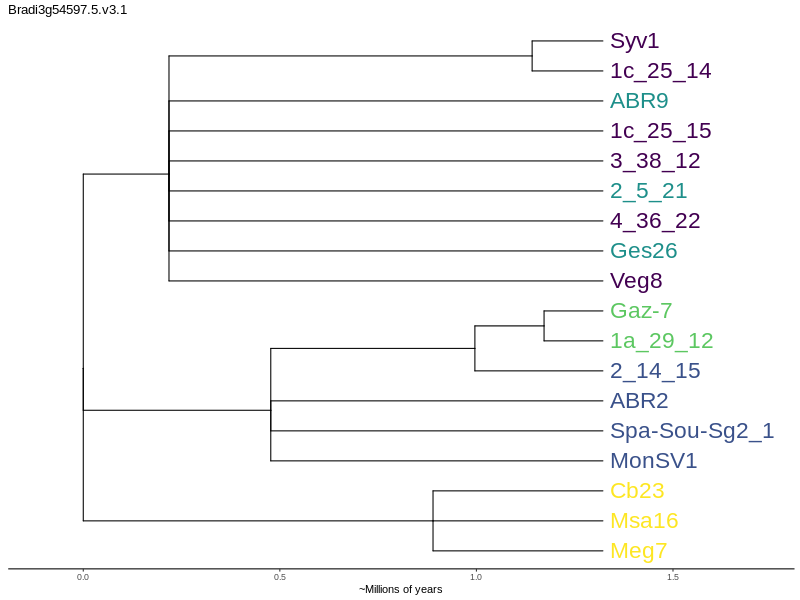 Bradi3g54597.5.v3.1
Syv1
1c_25_14
ABR9
1c_25_15
3_38_12
2_5_21
4_36_22
Ges26
Veg8
Gaz-7
1a_29_12
2_14_15
ABR2
Spa-Sou-Sg2_1
MonSV1
Cb23
Msa16
Meg7
0.0 0.5 1.0 1.5
~Millions of years